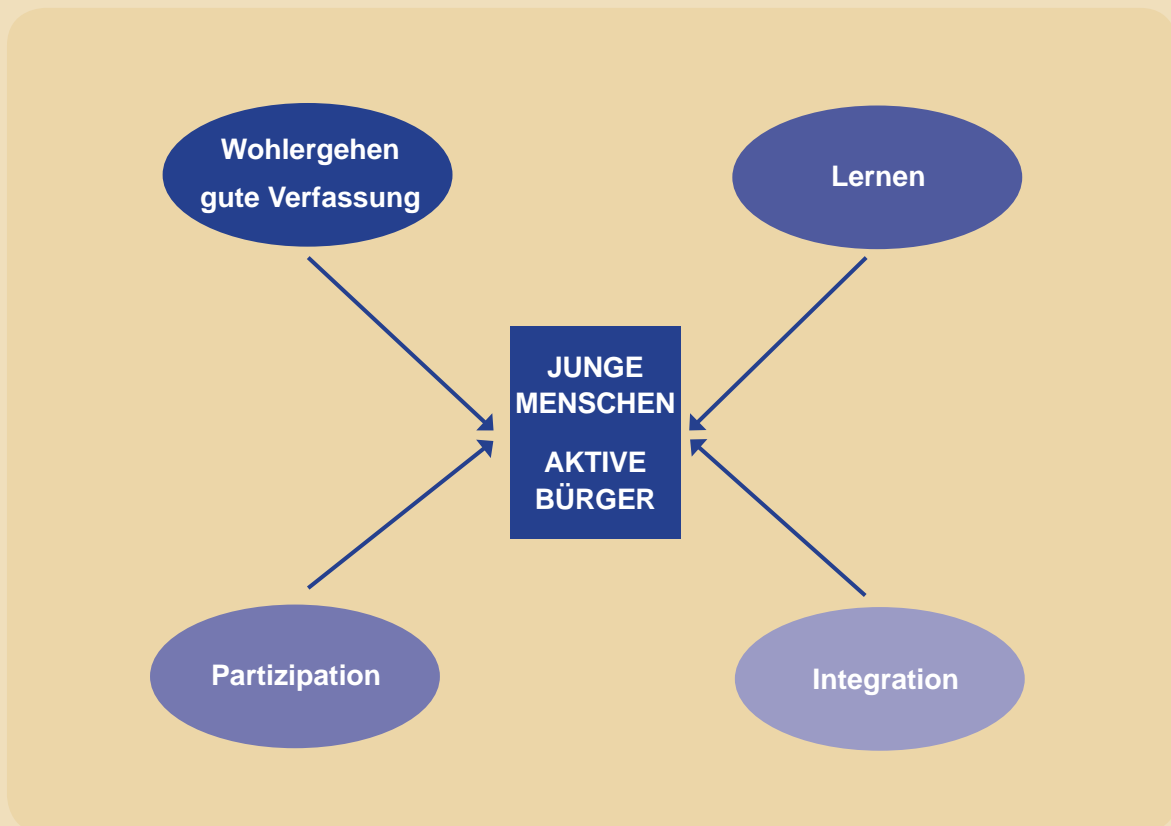 Wohlergehen
gute Verfassung
Lernen
JUNGE
MENSCHEN
AKTIVE
BÜRGER
Partizipation
Integration